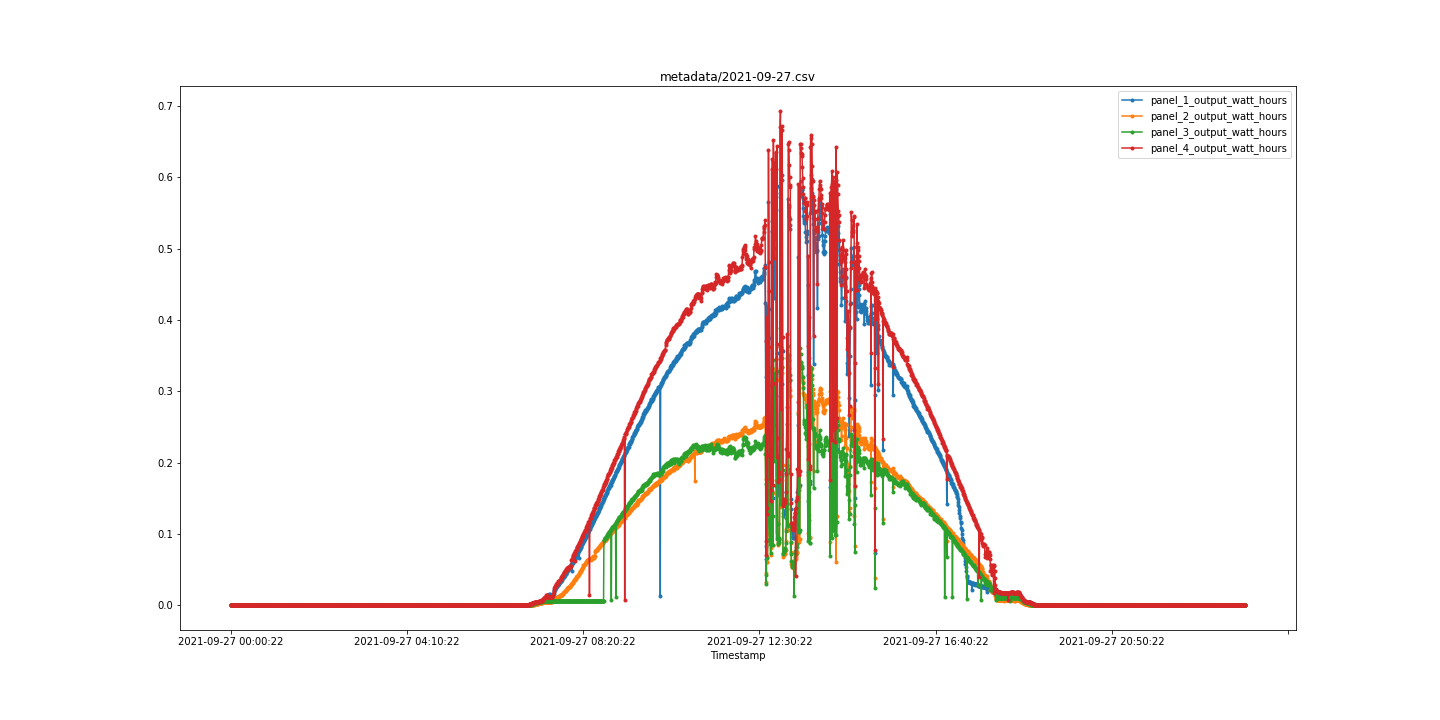 metadata/2021-09-27.csv
panel_1_output_watt_hours
panel_2_output_watt_hours
panel_3_output_watt_hours
panel_4_output_watt_hours
0.7
0.6
0.5
0.4
0.3
0.2
0.1
0.0
2021-09-27 00:00:22
2021-09-27 04:10:22
2021-09-27 08:20:22
2021-09-27 12:30:22
2021-09-27 16:40:22
2021-09-27 20:50:22
Timestamp